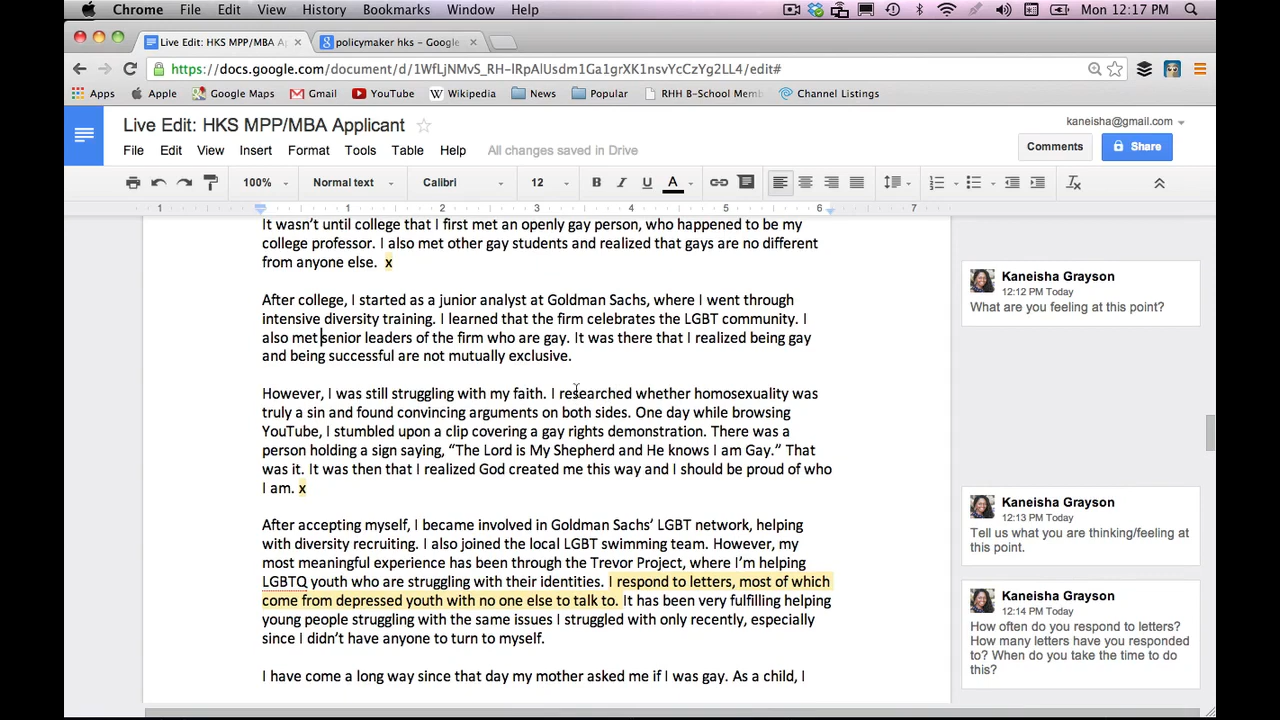 Chrome File Edit View History Bookmarks Window Help Mon 12:17 PM
Live Edit: HKS MPP/MBA Ap × policymaker hks - Google ×
https://docs.google.com/document/d/1WfLjNMvS_RH-lRpAlUsdm1Ga1grXK1nsvYcCzYg2LL4/edit#
Apps Apple Google Maps Gmail YouTube Wikipedia News Popular RHH B-School Memb Channel Listings
Live Edit: HKS MPP/MBA Applicant
kaneisha@gmail.com
File Edit View Insert Format Tools Table Help All changes saved in Drive
Comments Share
100% Normal text Calibri 12 B I U A
1 1 2 3 4 5 6 7
It wasn't until college that I first met an openly gay person, who happened to be my
college professor. I also met other gay students and realized that gays are no different
from anyone else. x
After college, I started as a junior analyst at Goldman Sachs, where I went through
intensive diversity training. I learned that the firm celebrates the LGBT community. I
also met senior leaders of the firm who are gay. It was there that I realized being gay
and being successful are not mutually exclusive.
However, I was still struggling with my faith. I researched whether homosexuality was
truly a sin and found convincing arguments on both sides. One day while browsing
YouTube, I stumbled upon a clip covering a gay rights demonstration. There was a
person holding a sign saying, “The Lord is My Shepherd and He knows I am Gay.” That
was it. It was then that I realized God created me this way and I should be proud of who
I am. x
After accepting myself, I became involved in Goldman Sachs’ LGBT network, helping
with diversity recruiting. I also joined the local LGBT swimming team. However, my
most meaningful experience has been through the Trevor Project, where I’m helping
LGBTQ youth who are struggling with their identities. I respond to letters, most of which
come from depressed youth with no one else to talk to. It has been very fulfilling helping
young people struggling with the same issues I struggled with only recently, especially
since I didn’t have anyone to turn to myself.
I have come a long way since that day my mother asked me if I was gay. As a child, I
Kaneisha Grayson
12:12 PM Today
What are you feeling at this point?
Kaneisha Grayson
12:13 PM Today
Tell us what you are thinking/feeling at
this point.
Kaneisha Grayson
12:14 PM Today
How often do you respond to letters?
How many letters have you responded
to? When do you take the time to do
this?